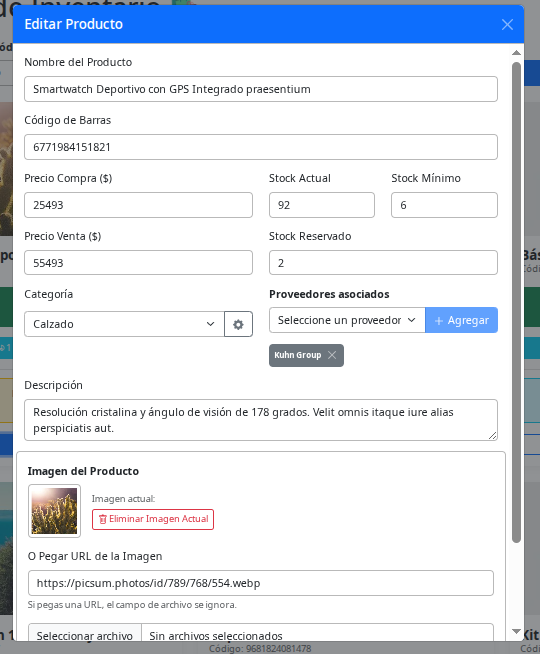 de Inventario
Editar Producto
Nombre del Producto
Smartwatch Deportivo con GPS Integrado praesentium
Código de Barras
6771984151821
Precio Compra ($)
Stock Actual
Stock Mínimo
25493
92
6
Precio Venta ($)
Stock Reservado
55493
2
Categoría
Proveedores asociados
Calzado
Seleccione un proveedor
+ Agregar
Kuhn Group
Descripción
Resolución cristalina y ángulo de visión de 178 grados. Velit omnis itaque iure alias
perspiciatis aut.
Imagen del Producto
Imagen actual:
Eliminar Imagen Actual
O Pegar URL de la Imagen
https://picsum.photos/id/789/768/554.webp
Si pegas una URL, el campo de archivo se ignora.
Seleccionar archivo
Sin archivos seleccionados
Código: 9681824081478